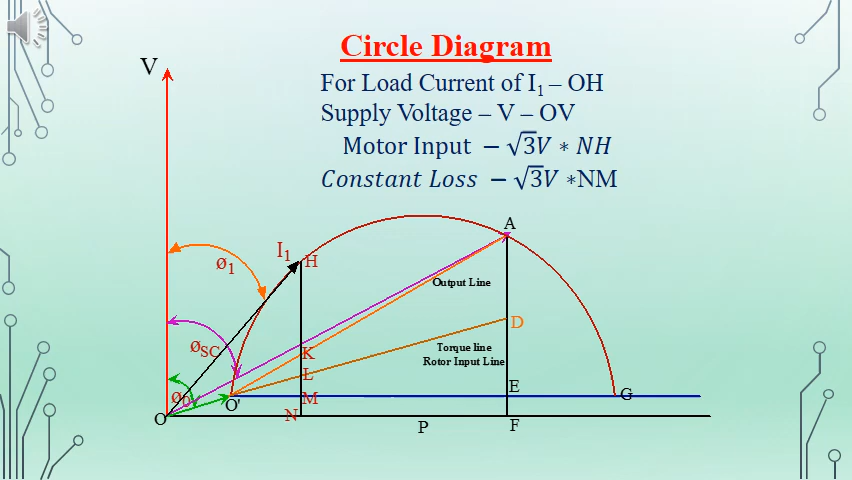 Circle Diagram
V
For Load Current of I₁ – OH
Supply Voltage – V – OV
Motor Input − √3V ∗ NH
Constant Loss − √3V ∗NM
A
I₁
H
ø₁
Output Line
D
øSC
K
Torque line
Rotor Input Line
L
E
ø₀
O'
M
G
O
N
P
F